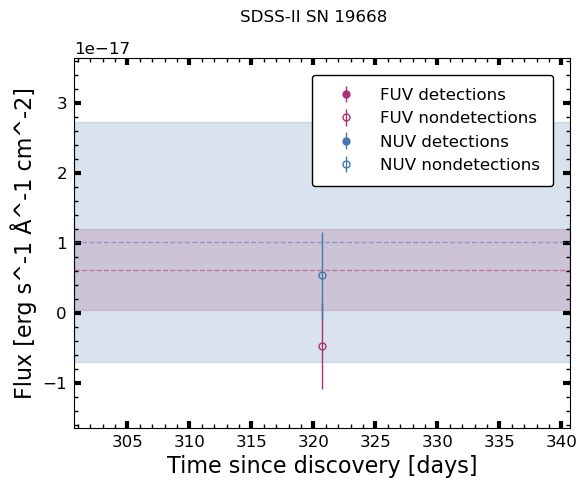 SDSS-II SN 19668
1e−17
Flux [erg s^-1 Å^-1 cm^-2]
3
2
1
0
−1
FUV detections
FUV nondetections
NUV detections
NUV nondetections
305 310 315 320 325 330 335 340
Time since discovery [days]